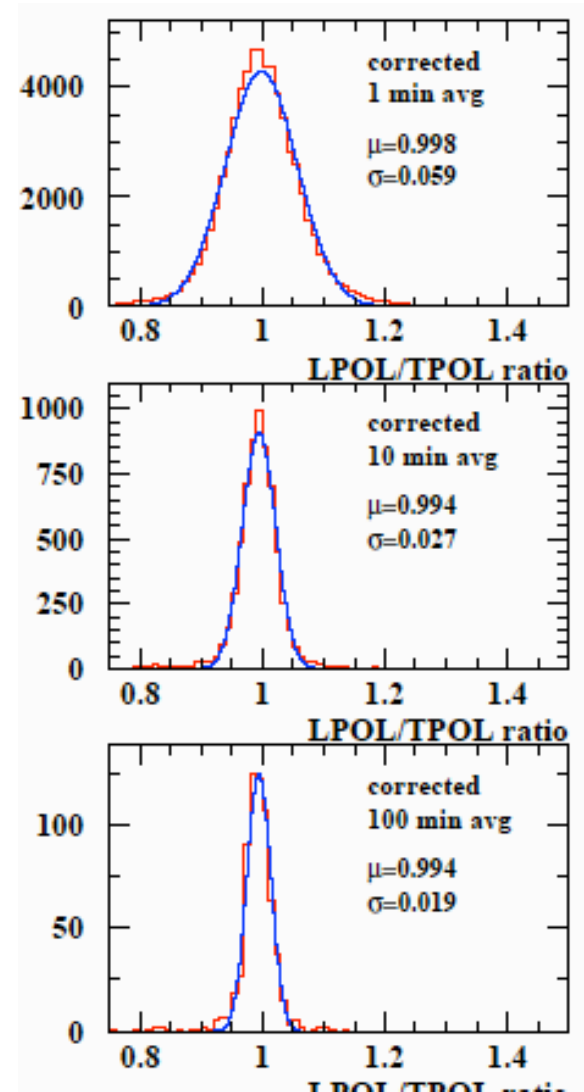 corrected
1 min avg
μ=0.998
σ=0.059
4000
2000
0
0.8 1 1.2 1.4
LPOL/TPOL ratio
corrected
10 min avg
μ=0.994
σ=0.027
1000
750
500
250
0
0.8 1 1.2 1.4
LPOL/TPOL ratio
corrected
100 min avg
μ=0.994
σ=0.019
100
50
0
0.8 1 1.2 1.4
LPOL/TPOL ratio